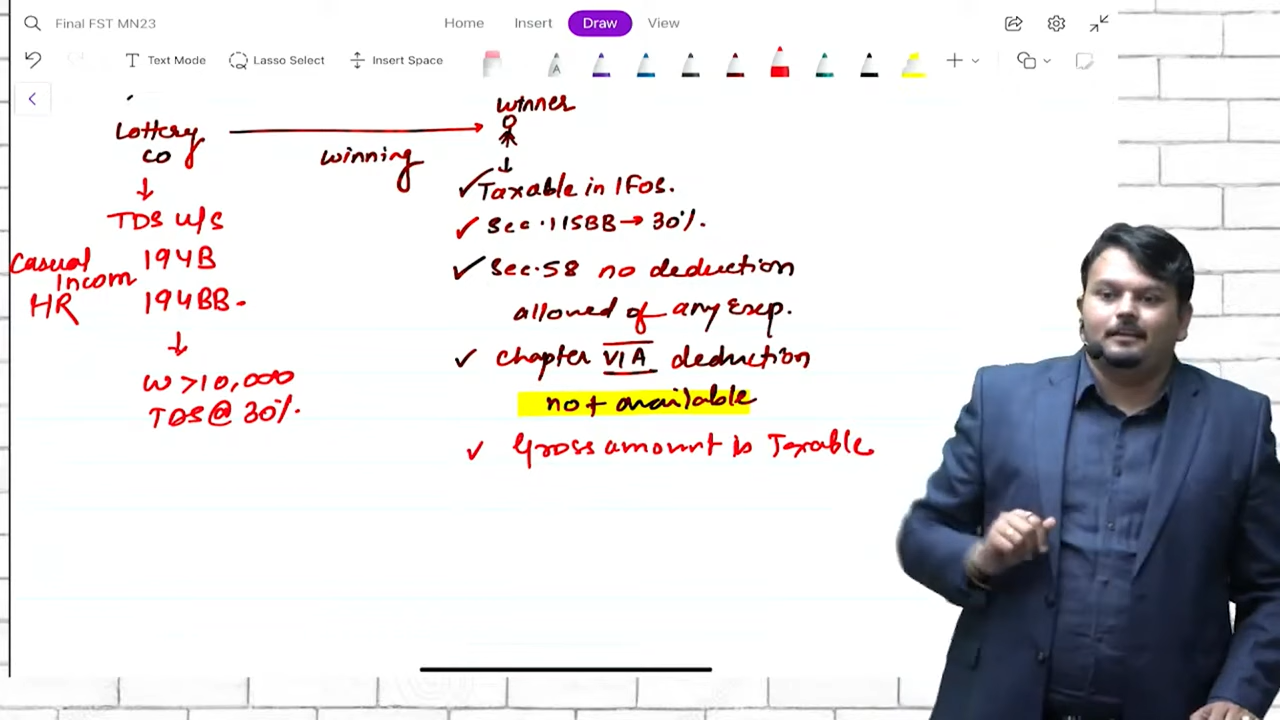 Final FST MN23
Home Insert Draw View
Text Mode Lasso Select Insert Space
Lottery co
winning
winner
TDS u/s
Casual Incom 194B
HR 194BB.
W >10,000
TDS @ 30%.
Taxable in IFOS.
Sec.115BB → 30%.
Sec.58 no deduction
allowed of any Exep.
chapter VIA deduction
not available
Gross amount is Taxable